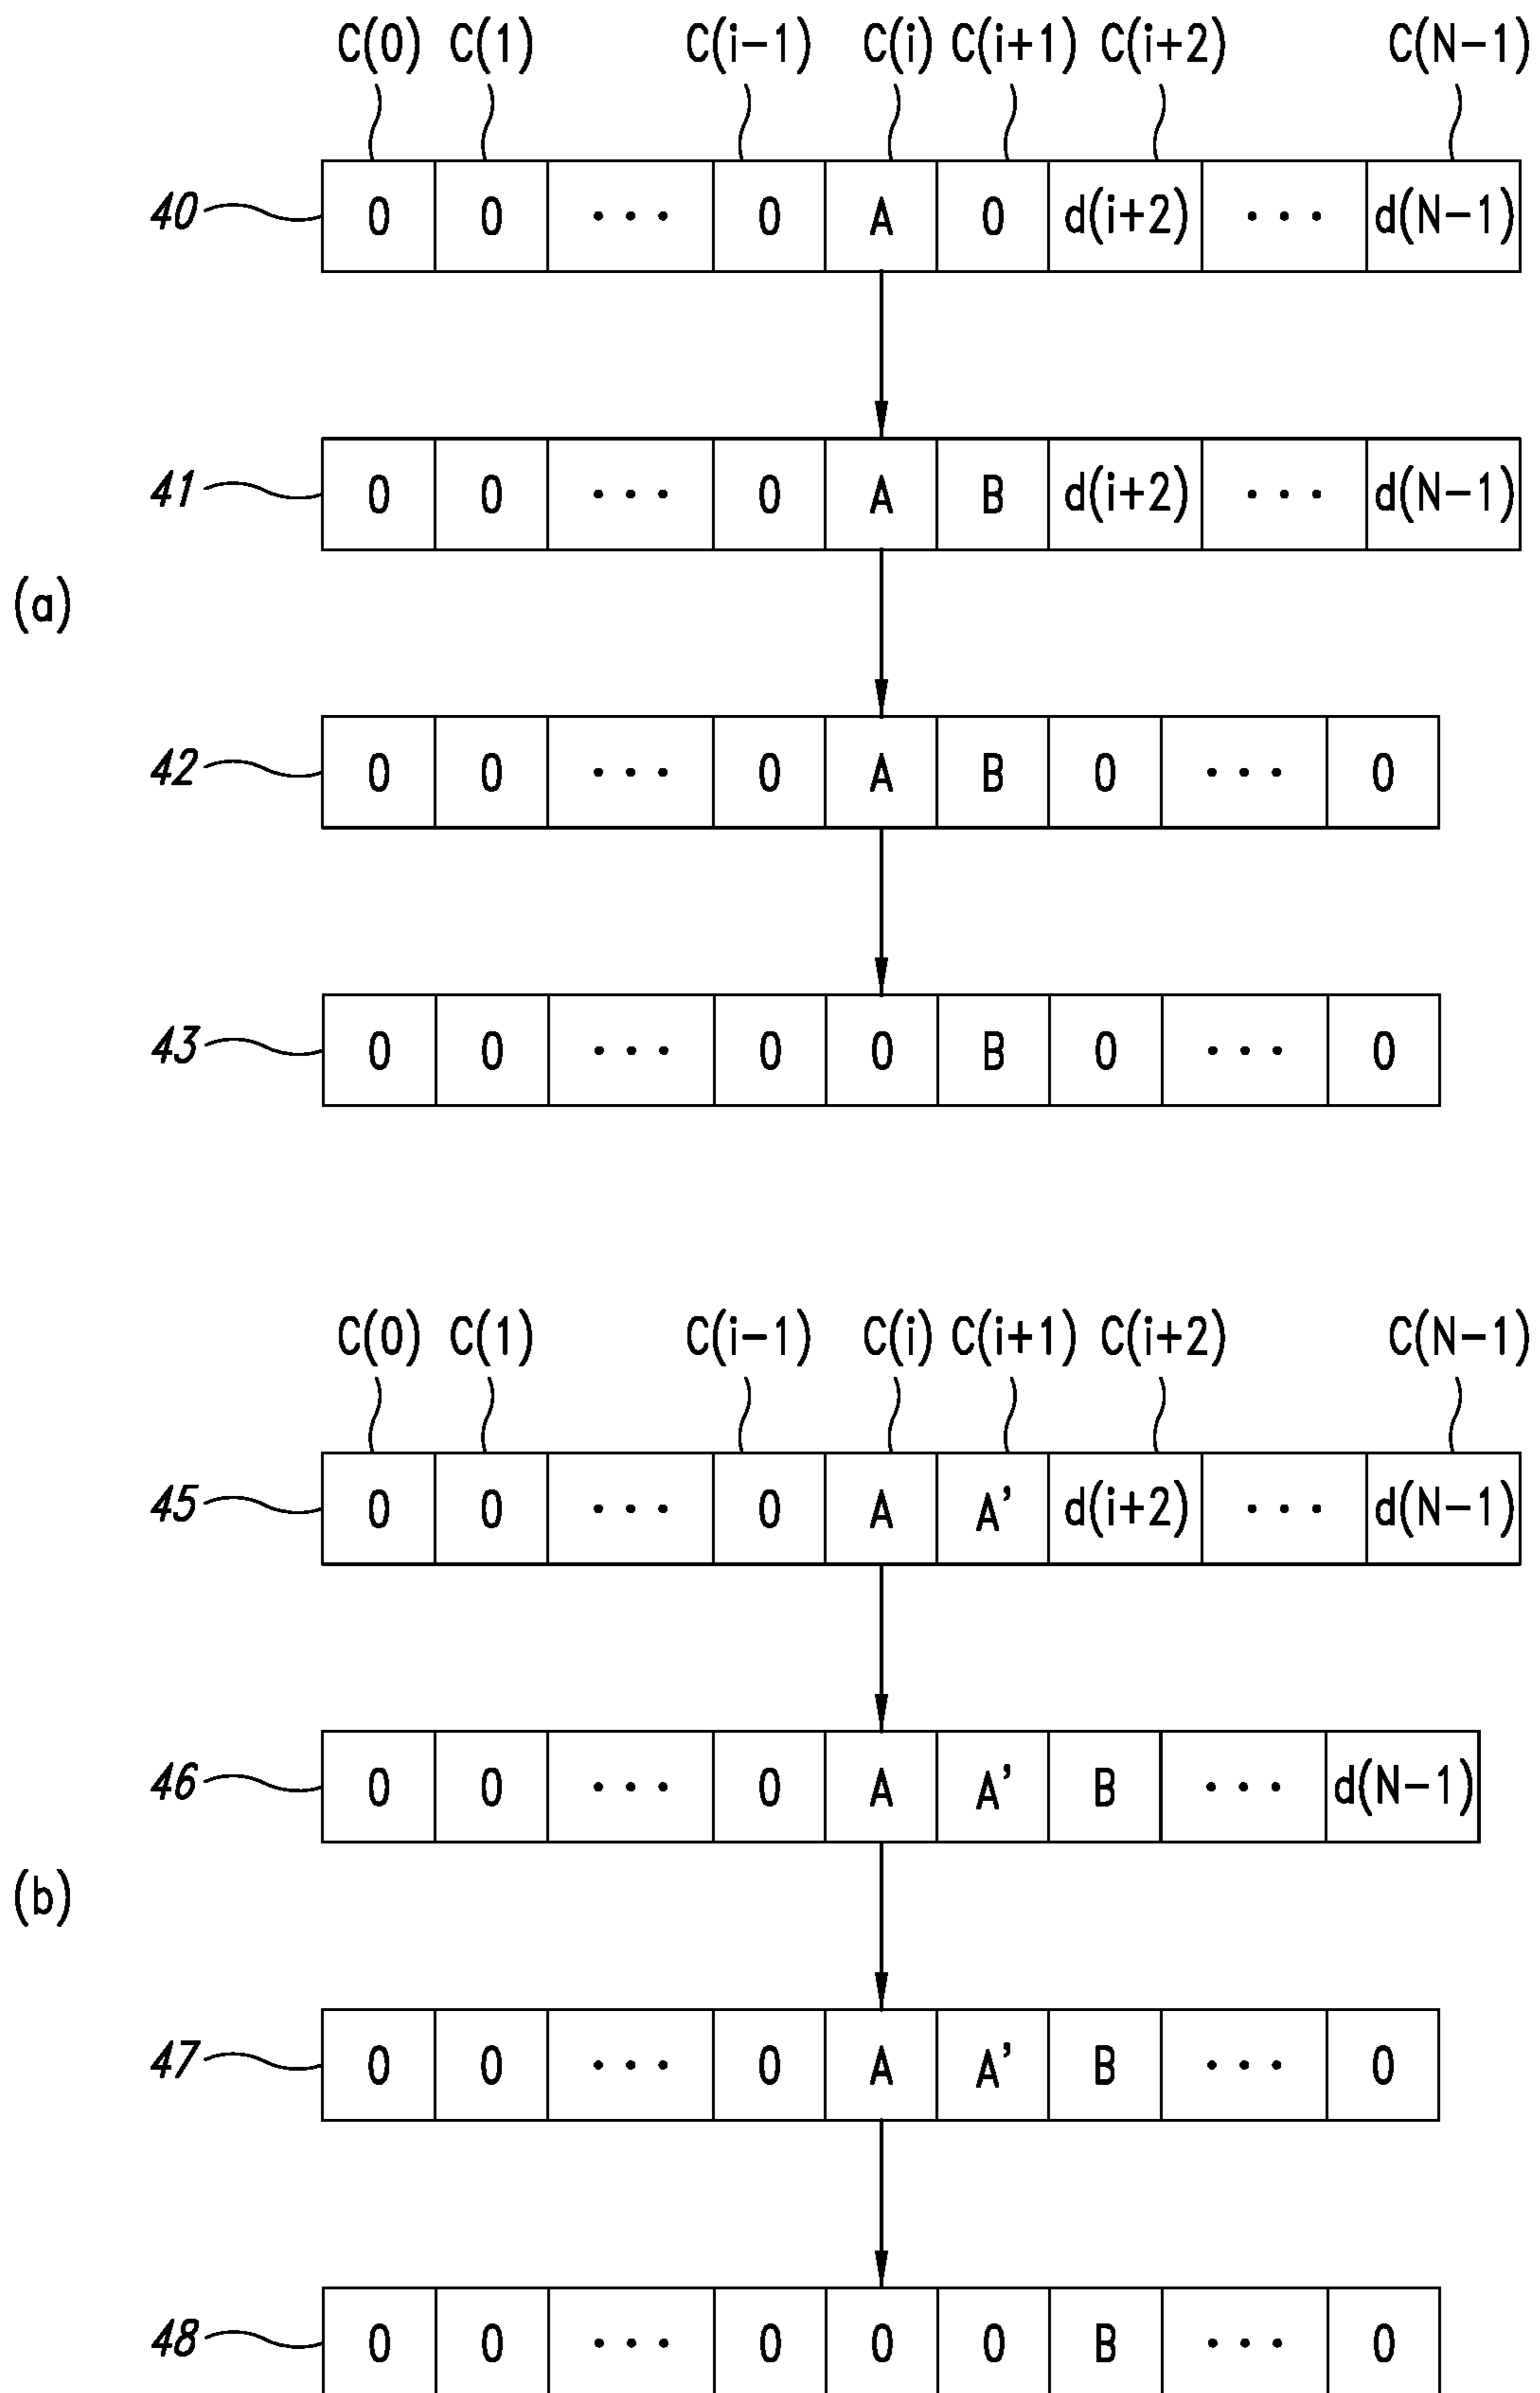 C(0) C(1) C(i-1) C(i) C(i+1) C(i+2) C(N-1)
40 0 0 ... 0 A 0 d(i+2) ... d(N-1)
41 0 0 ... 0 A B d(i+2) ... d(N-1)
(a)
42 0 0 ... 0 A B 0 ... 0
43 0 0 ... 0 0 B 0 ... 0
C(0) C(1) C(i-1) C(i) C(i+1) C(i+2) C(N-1)
45 0 0 ... 0 A A' d(i+2) ... d(N-1)
46 0 0 ... 0 A A' B ... d(N-1)
(b)
47 0 0 ... 0 A A' B ... 0
48 0 0 ... 0 0 0 B ... 0